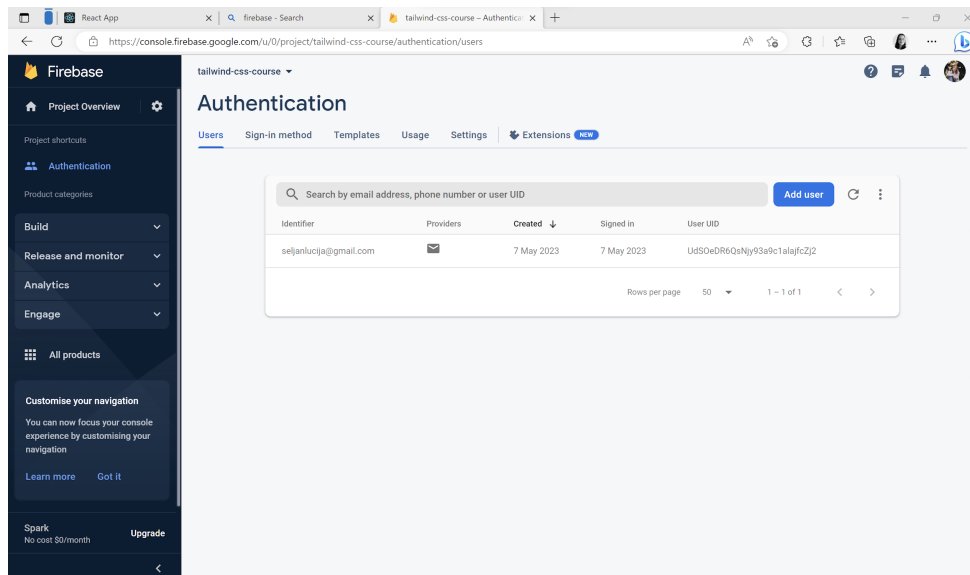 React App
firebase - Search
tailwind-css-course – Authenticat
https://console.firebase.google.com/u/0/project/tailwind-css-course/authentication/users
Firebase
Project Overview
Project shortcuts
Authentication
Product categories
Build
Release and monitor
Analytics
Engage
All products
Customise your navigation
You can now focus your console
experience by customising your
navigation
Learn more Got it
Spark
No cost $0/month
Upgrade
tailwind-css-course
Authentication
Users Sign-in method Templates Usage Settings Extensions NEW
Search by email address, phone number or user UID
Add user
Identifier Providers Created Signed in User UID
seljanlucija@gmail.com 7 May 2023 7 May 2023 UdSOeDR6QsNjy93a9c1alajfcZj2
Rows per page 50 1 – 1 of 1